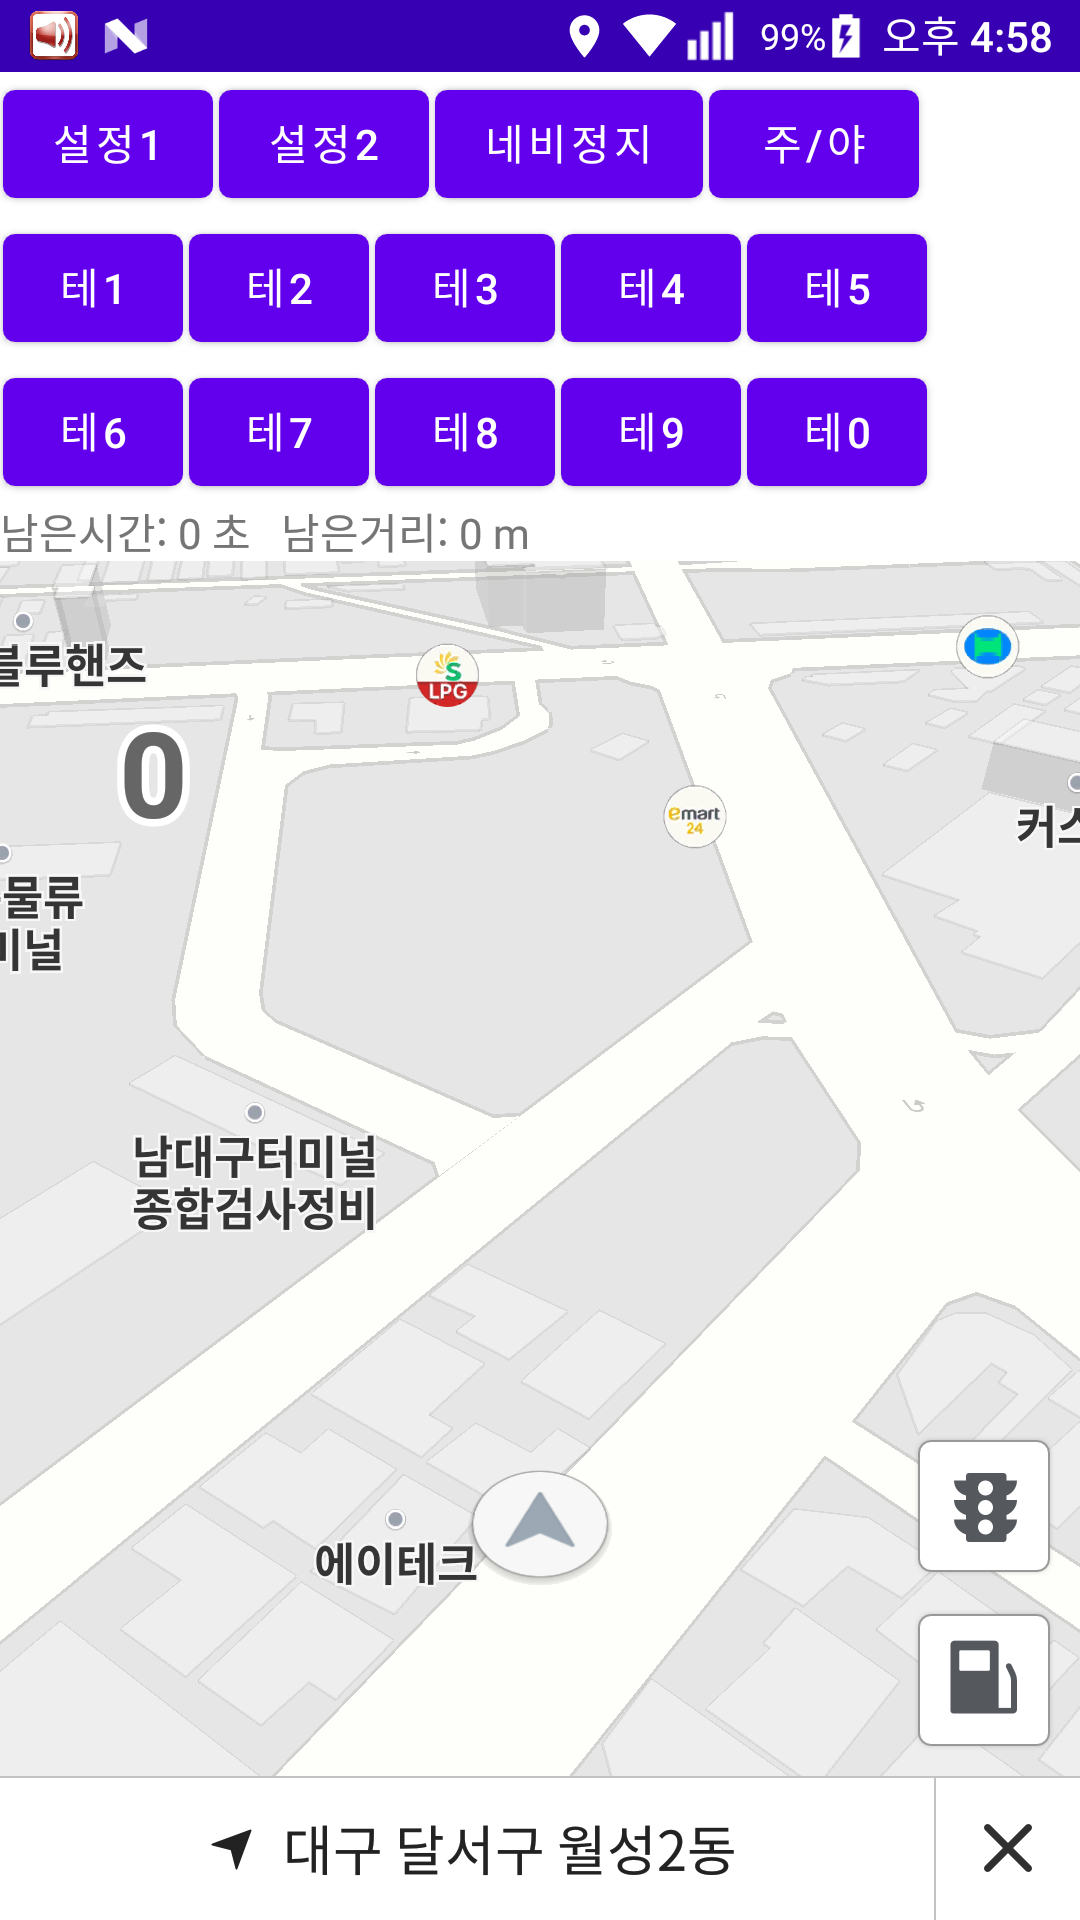 99% 오후 4:58
설정1 설정2 네비정지 주/야
테1 테2 테3 테4 테5
테6 테7 테8 테9 테0
남은시간: 0 초 남은거리: 0 m
블루핸즈
S
LPG
0
emart
24
커스
물류
미널
남대구터미널
종합검사정비
에이테크
대구 달서구 월성2동